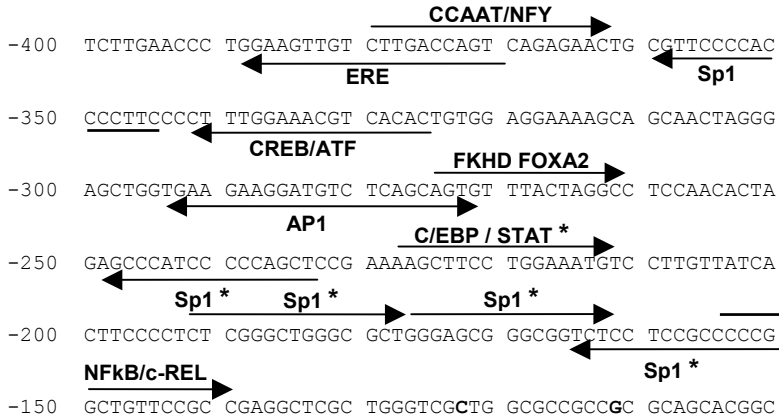 CCAAT/NFY
-400 TCTTGAACCC TGGAAGTTGT CTTGACCAGT CAGAGAACTG CGTTCCCCAC
ERE Sp1
-350 CCCTTCCCCT TTGGAAACGT CACACTGTGG AGGAAAAGCA GCAACTAGGG
CREB/ATF FKHD FOXA2
-300 AGCTGGTGAA GAAGGATGTC TCAGCAGTGT TTACTAGGCC TCCAACACTA
AP1 C/EBP / STAT *
-250 GAGCCCATCC CCCAGCTCCG AAAAGCTTCC TGGAAATGTC CTTGTTATCA
Sp1 * Sp1 * Sp1 *
-200 CTTCCCCTCT CGGGCTGGGC GCTGGGAGCG GGCGGTCTCC TCCGCCCCCG
NFkB/c-REL Sp1 *
-150 GCTGTTCCGC CGAGGCTCGC TGGGTCGCTG GCGCCGCCGC GCAGCACGGC